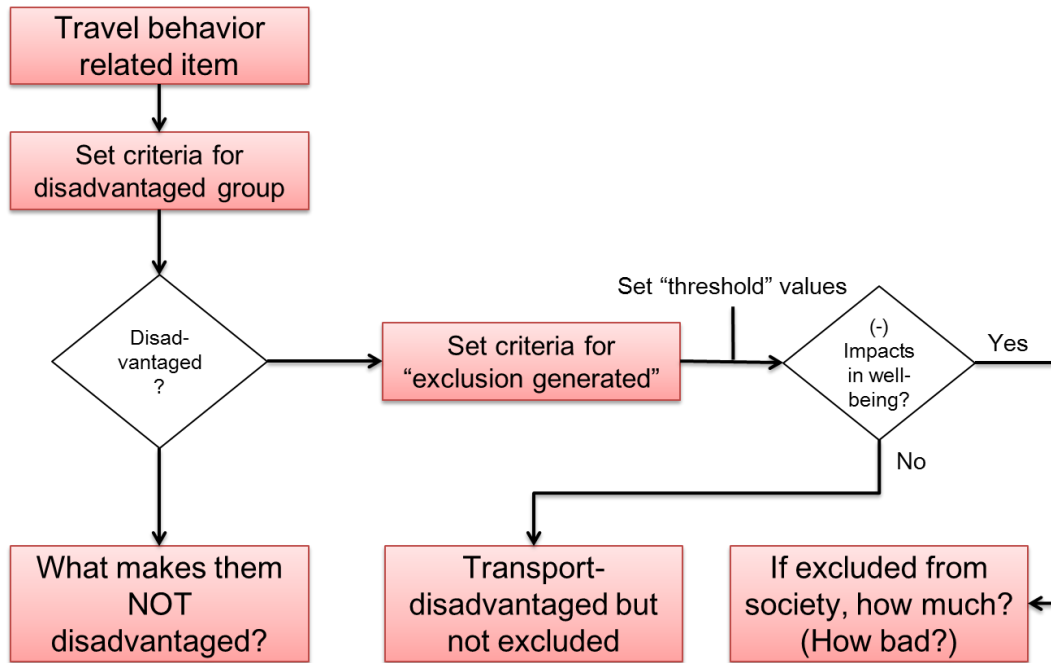 Travel behavior
related item
Set criteria for
disadvantaged group
Disad-
vantaged
?
Set criteria for
“exclusion generated”
Set “threshold” values
(-)
Impacts
in well-
being?
Yes
No
What makes them
NOT
disadvantaged?
Transport-
disadvantaged but
not excluded
If excluded from
society, how much?
(How bad?)